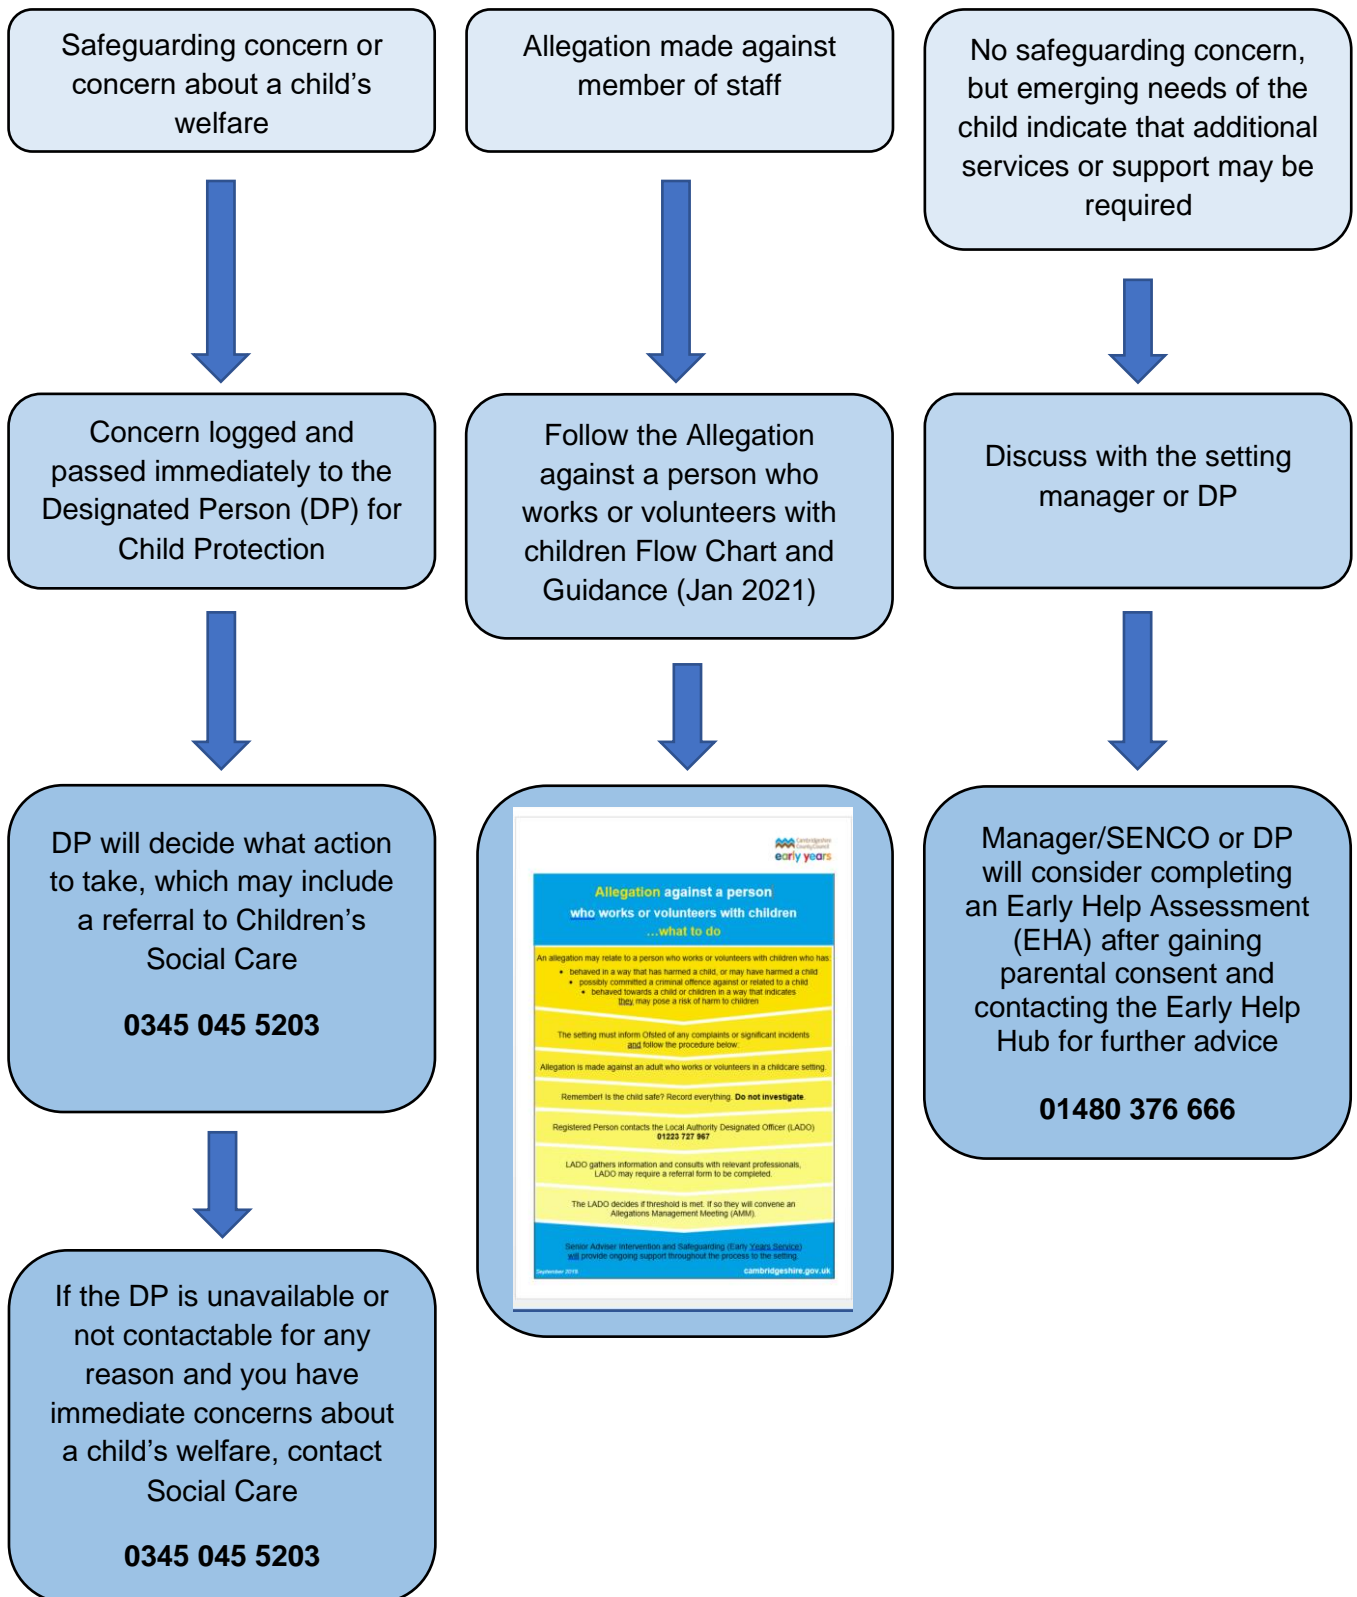 Safeguarding concern or
concern about a child's
welfare
Concern logged and
passed immediately to the
Designated Person (DP) for
Child Protection
DP will decide what action
to take, which may include
a referral to Children's
Social Care
0345 045 5203
If the DP is unavailable or
not contactable for any
reason and you have
immediate concerns about
a child's welfare, contact
Social Care
0345 045 5203
Allegation made against
member of staff
Follow the Allegation
against a person who
works or volunteers with
children Flow Chart and
Guidance (Jan 2021)
Cambridgeshire
County Council
early years
Allegation against a person
who works or volunteers with children
...what to do
An allegation may relate to a person who works or volunteers with children who has:
• behaved in a way that has harmed a child, or may have harmed a child
• possibly committed a criminal offence against or related to a child
• behaved towards a child or children in a way that indicates
they may pose a risk of harm to children
The setting must inform Ofsted of any complaints or significant incidents
and follow the procedure below:
Allegation is made against an adult who works or volunteers in a childcare setting.
Remember! Is the child safe? Record everything. Do not investigate.
Registered Person contacts the Local Authority Designated Officer (LADO)
01223 727 967
LADO gathers information and consults with relevant professionals,
LADO may require a referral form to be completed.
The LADO decides if threshold is met. If so they will convene an
Allegations Management Meeting (AMM).
Senior Adviser Intervention and Safeguarding (Early Years Service)
will provide ongoing support throughout the process to the setting.
September
cambridgeshire.gov.uk
No safeguarding concern,
but emerging needs of the
child indicate that additional
services or support may be
required
Discuss with the setting
manager or DP
Manager/SENCO or DP
will consider completing
an Early Help Assessment
(EHA) after gaining
parental consent and
contacting the Early Help
Hub for further advice
01480 376 666